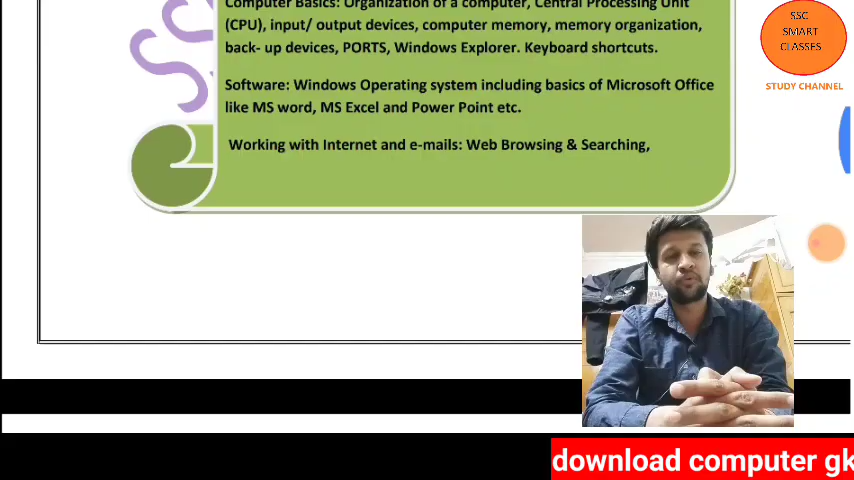 Computer Basics: Organization of a computer, Central Processing Unit
(CPU), input/ output devices, computer memory, memory organization,
back- up devices, PORTS, Windows Explorer. Keyboard shortcuts.
Software: Windows Operating system including basics of Microsoft Office
like MS word, MS Excel and Power Point etc.
Working with Internet and e-mails: Web Browsing & Searching,
SSC
SMART
CLASSES
STUDY CHANNEL
download computer gk